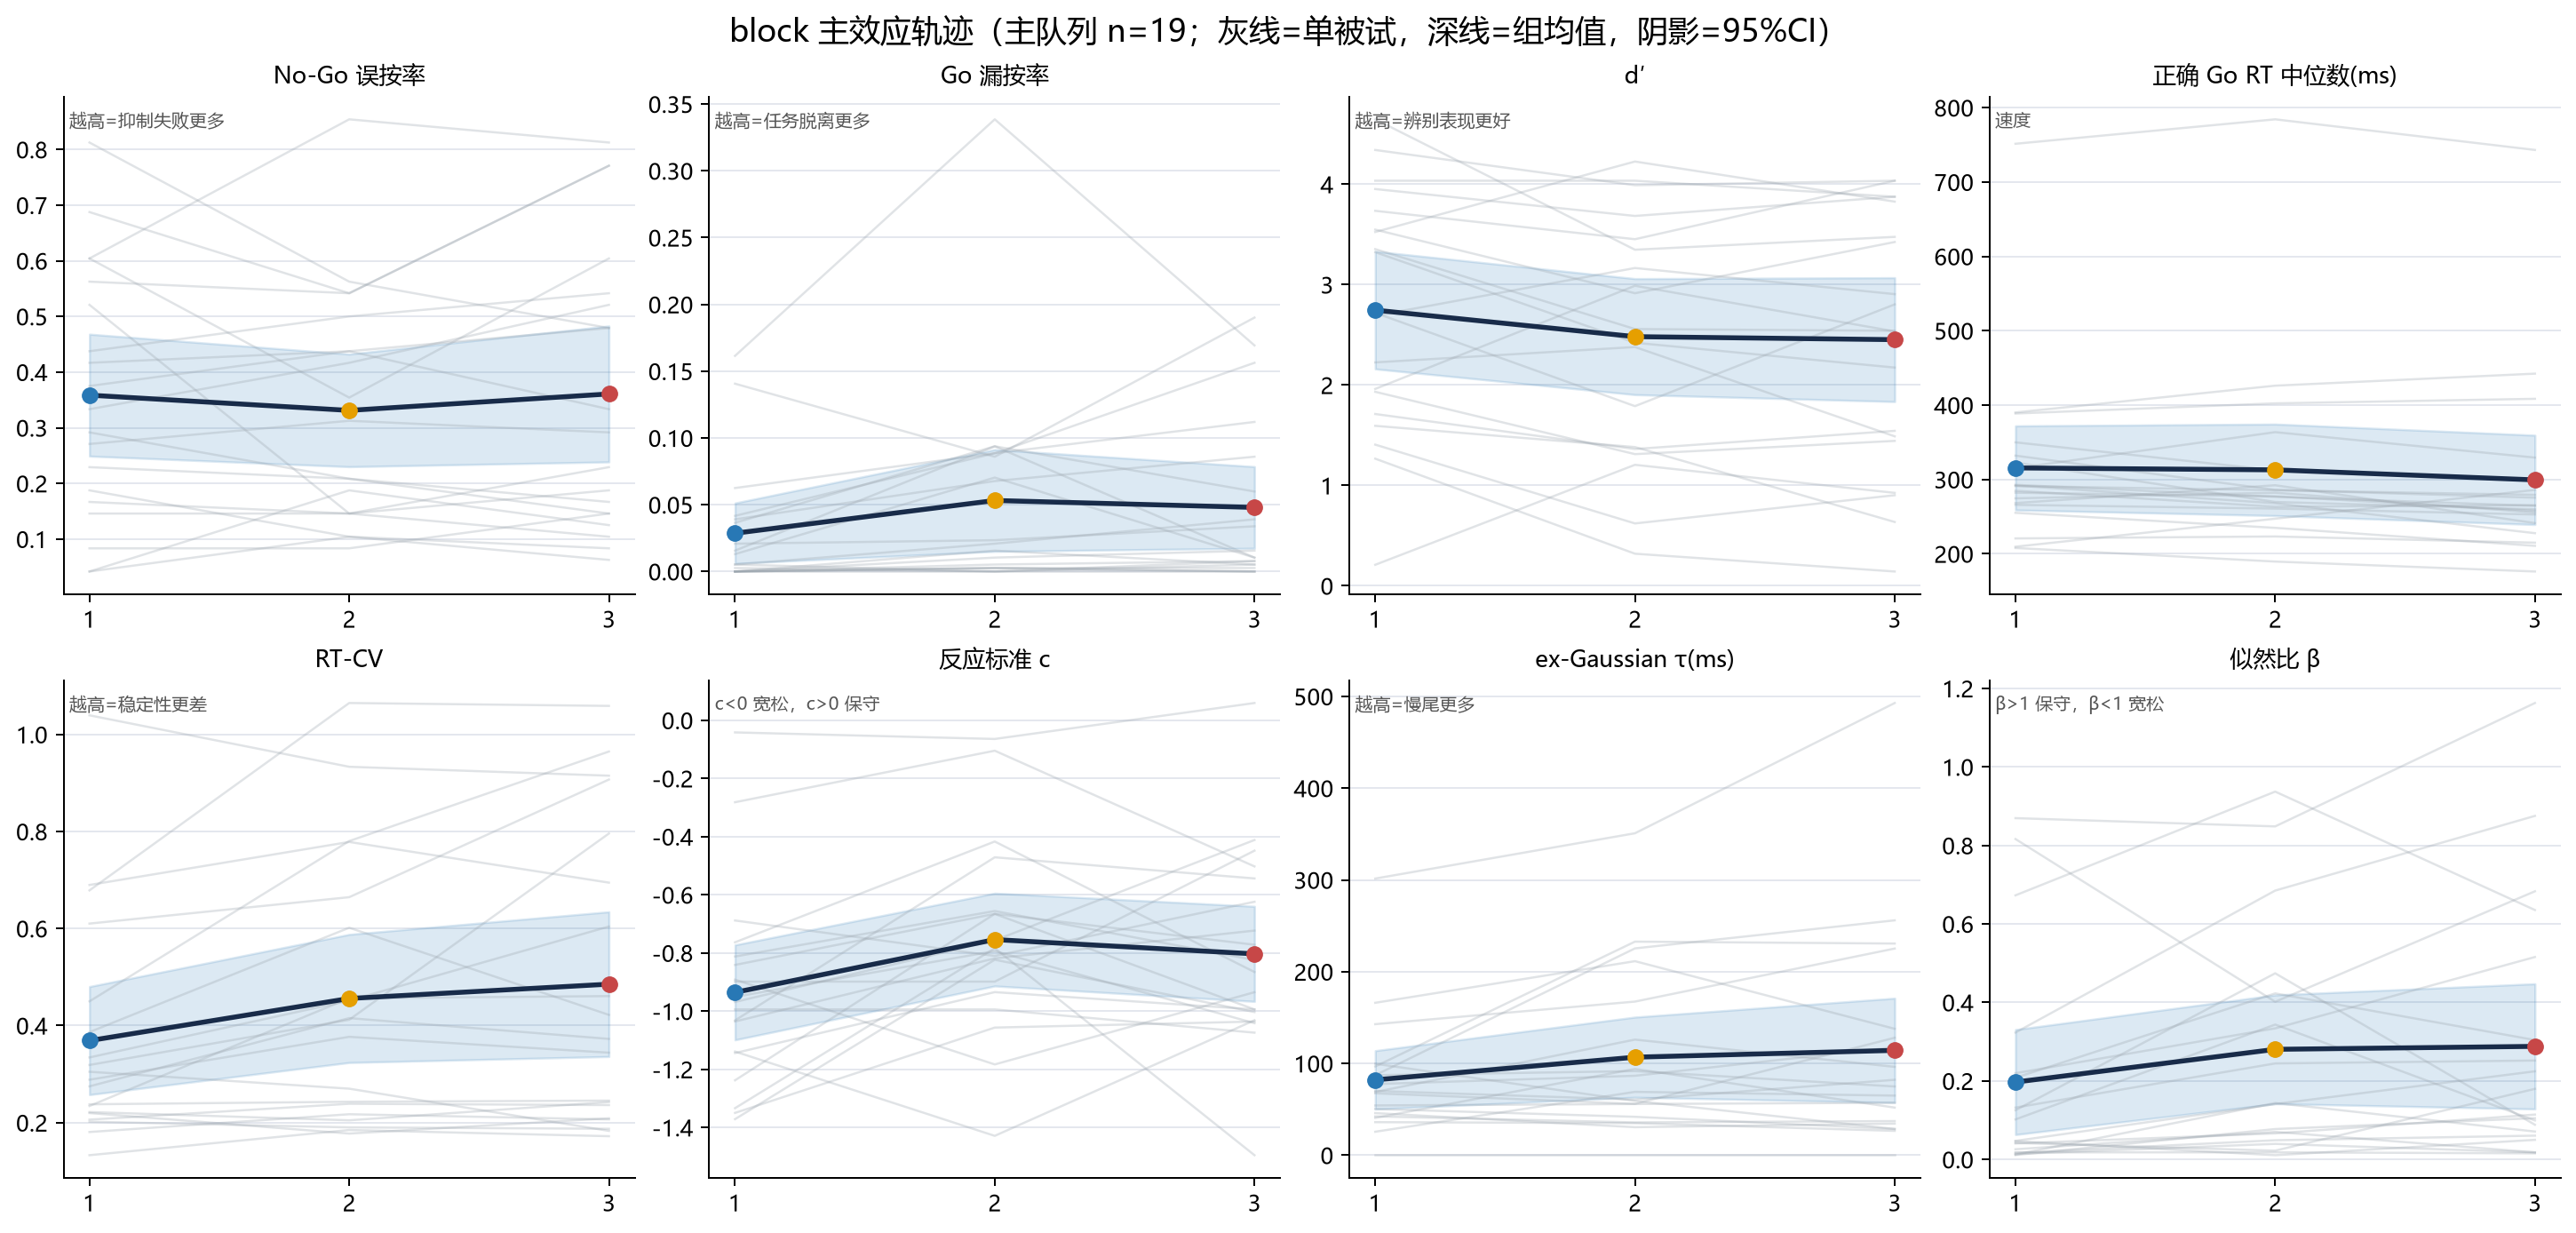 block 主效应轨迹（主队列 n=19；灰线=单被试，深线=组均值，阴影=95%CI）
No-Go 误按率
越高=抑制失败更多
0.8
0.7
0.6
0.5
0.4
0.3
0.2
0.1
1 2 3
Go 漏按率
越高=任务脱离更多
0.35
0.30
0.25
0.20
0.15
0.10
0.05
0.00
1 2 3
d′
越高=辨别表现更好
4
3
2
1
0
1 2 3
正确 Go RT 中位数(ms)
速度
800
700
600
500
400
300
200
1 2 3
RT-CV
越高=稳定性更差
1.0
0.8
0.6
0.4
0.2
1 2 3
反应标准 c
c<0 宽松，c>0 保守
0.0
-0.2
-0.4
-0.6
-0.8
-1.0
-1.2
-1.4
1 2 3
ex-Gaussian τ(ms)
越高=慢尾更多
500
400
300
200
100
0
1 2 3
似然比 β
β>1 保守，β<1 宽松
1.2
1.0
0.8
0.6
0.4
0.2
0.0
1 2 3